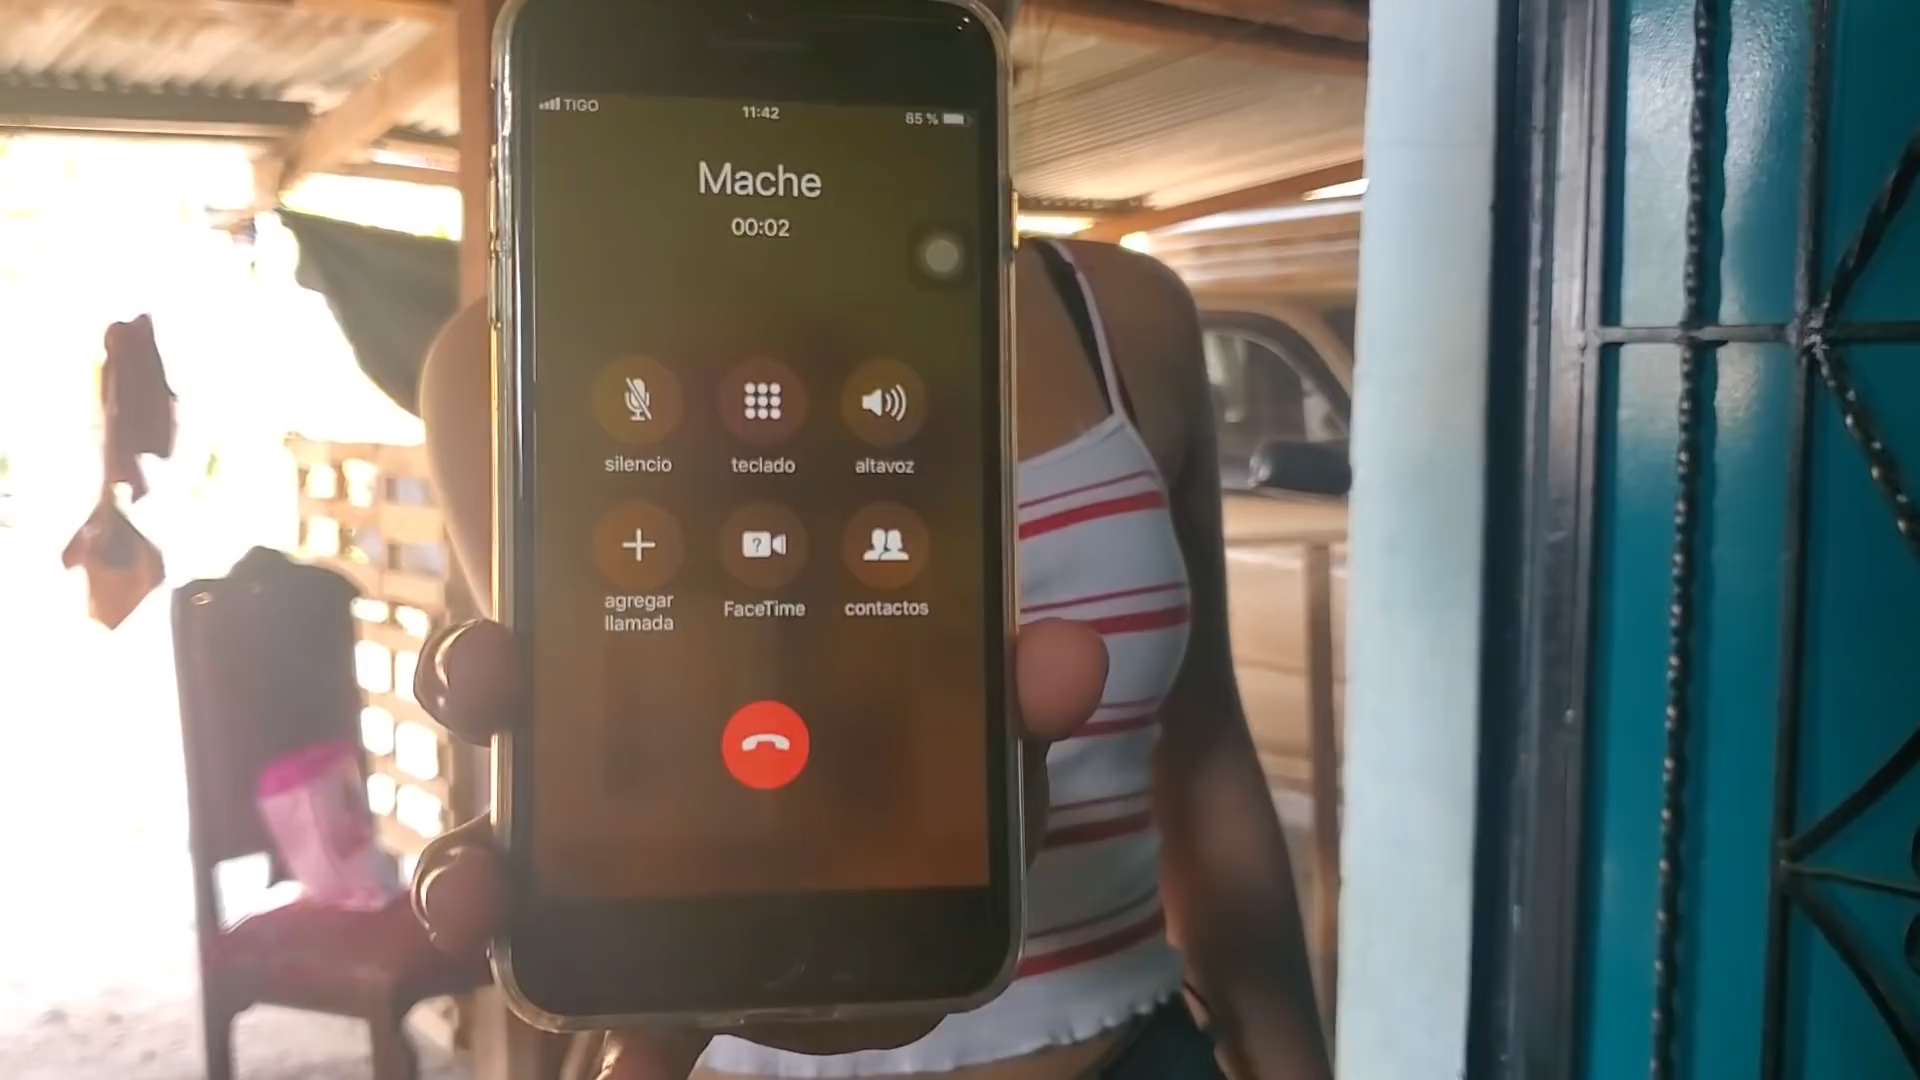 TIGO 11:42 85 %
Mache
00:02
silencio teclado altavoz
?
agregar llamada FaceTime contactos